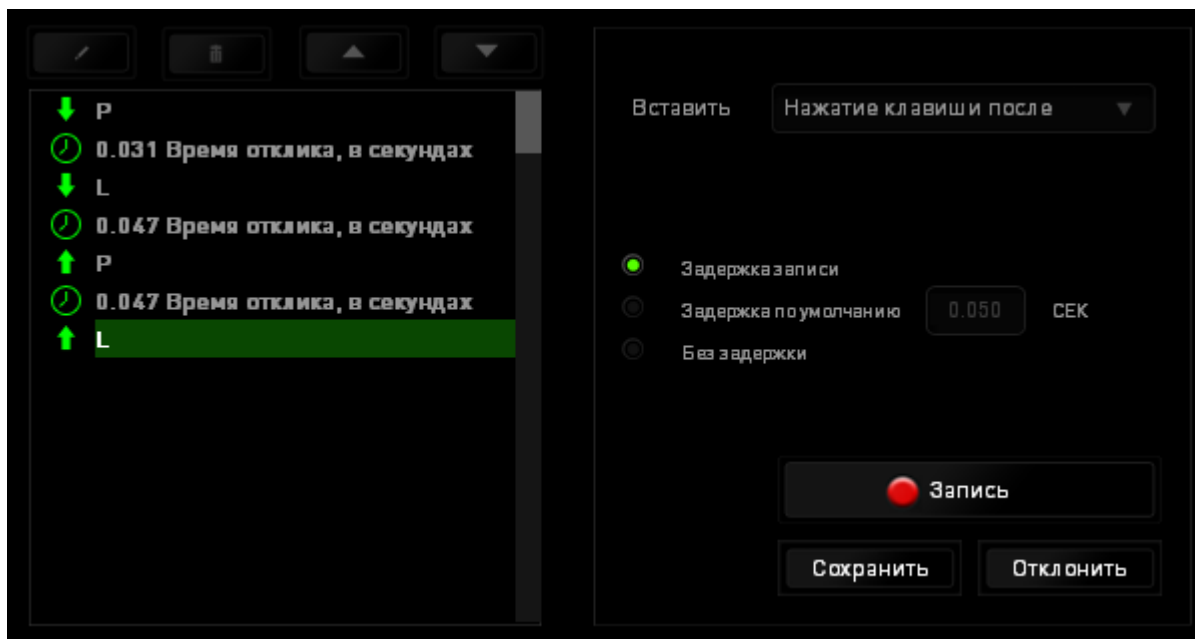 P
0.031 Время отклика, в секундах
L
0.047 Время отклика, в секундах
P
0.047 Время отклика, в секундах
L
Вставить Нажатие клавиши после
Задержка записи
Задержка по умолчанию 0.050 СЕК
Без задержки
Запись
Сохранить Отклонить